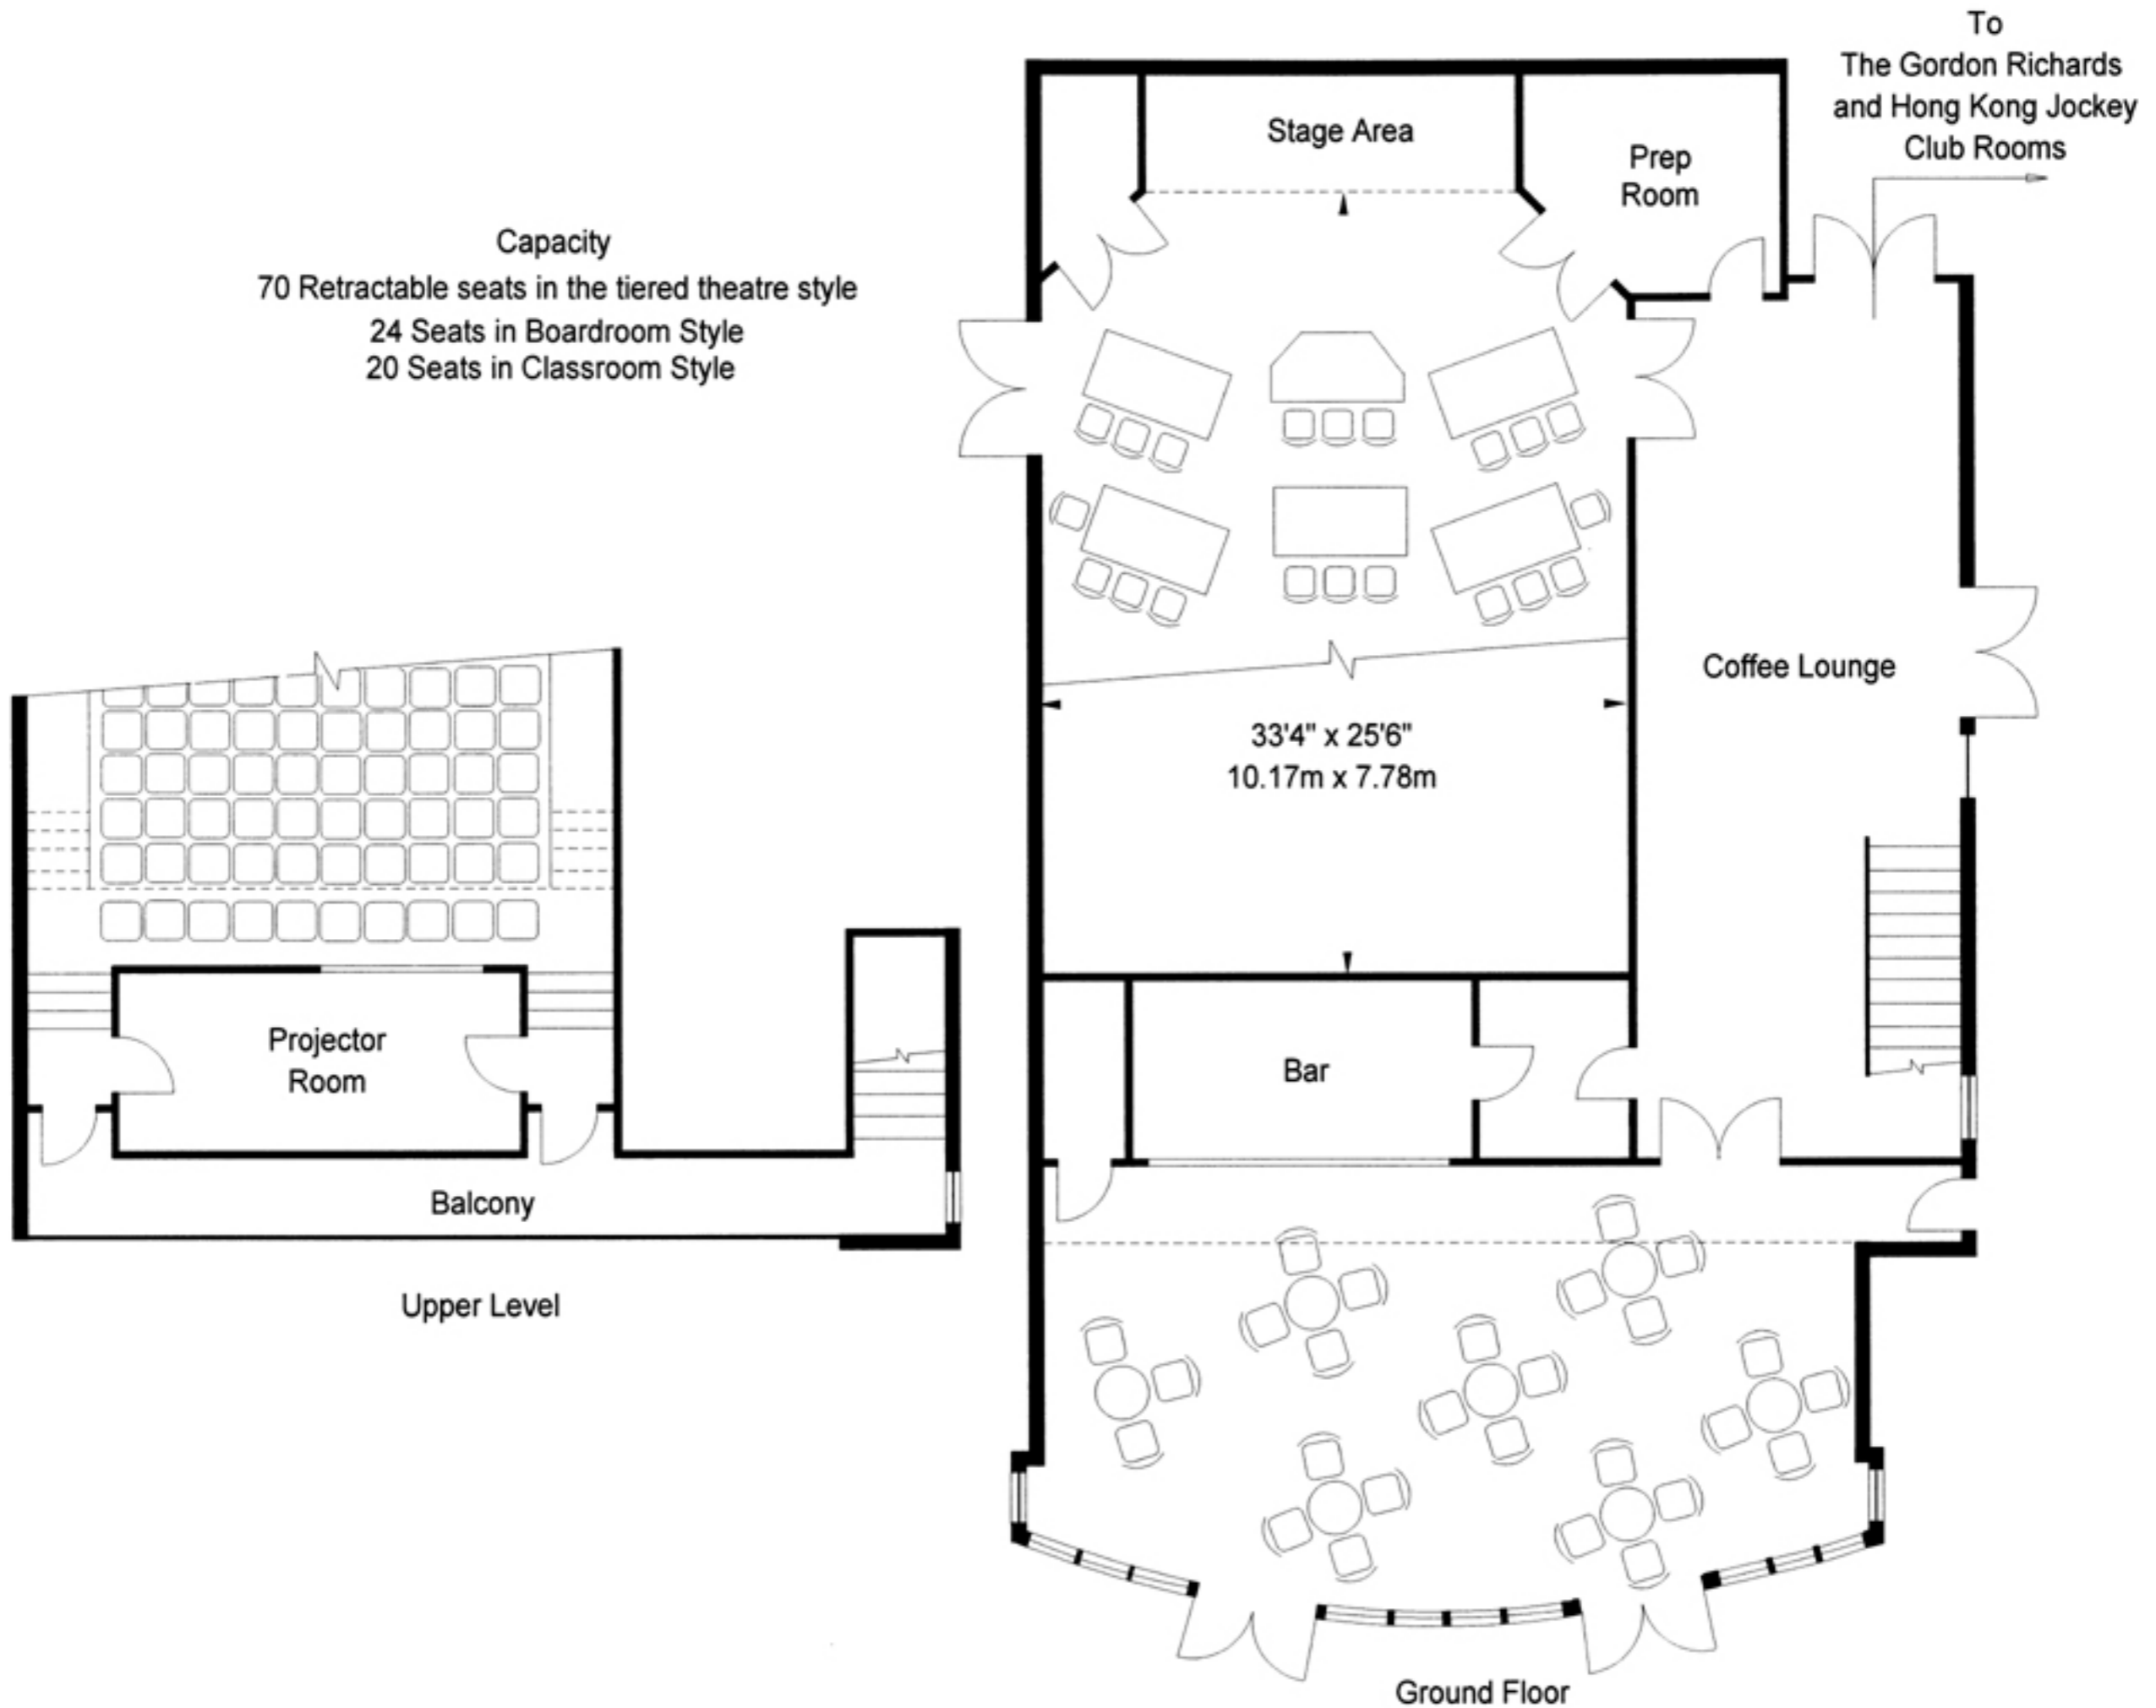 To
The Gordon Richards
and Hong Kong Jockey
Club Rooms
Stage Area
Prep
Room
Capacity
70 Retractable seats in the tiered theatre style
24 Seats in Boardroom Style
20 Seats in Classroom Style
Coffee Lounge
33'4" x 25'6"
10.17m x 7.78m
Projector
Room
Bar
Balcony
Upper Level
Ground Floor